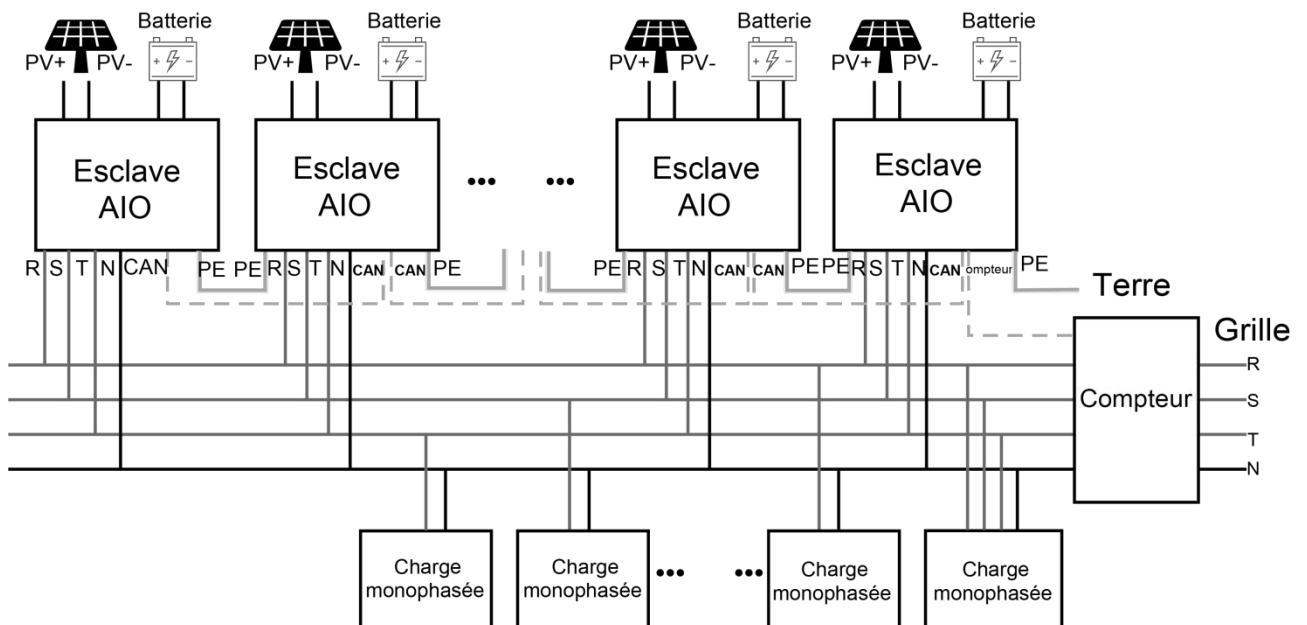 Batterie Batterie Batterie Batterie
PV+ PV- PV+ PV- PV+ PV- PV+ PV-
+ - + - + - + -
Esclave AIO
Esclave AIO
••• •••
Esclave AIO
Esclave AIO
R S T N CAN PE PE R S T N CAN CAN PE PE R S T N CAN CAN PE PE R S T N CAN ompteur PE
Terre
Grille
Compteur
R
S
T
N
Charge
monophasée
Charge
monophasée
••• •••
Charge
monophasée
Charge
monophasée